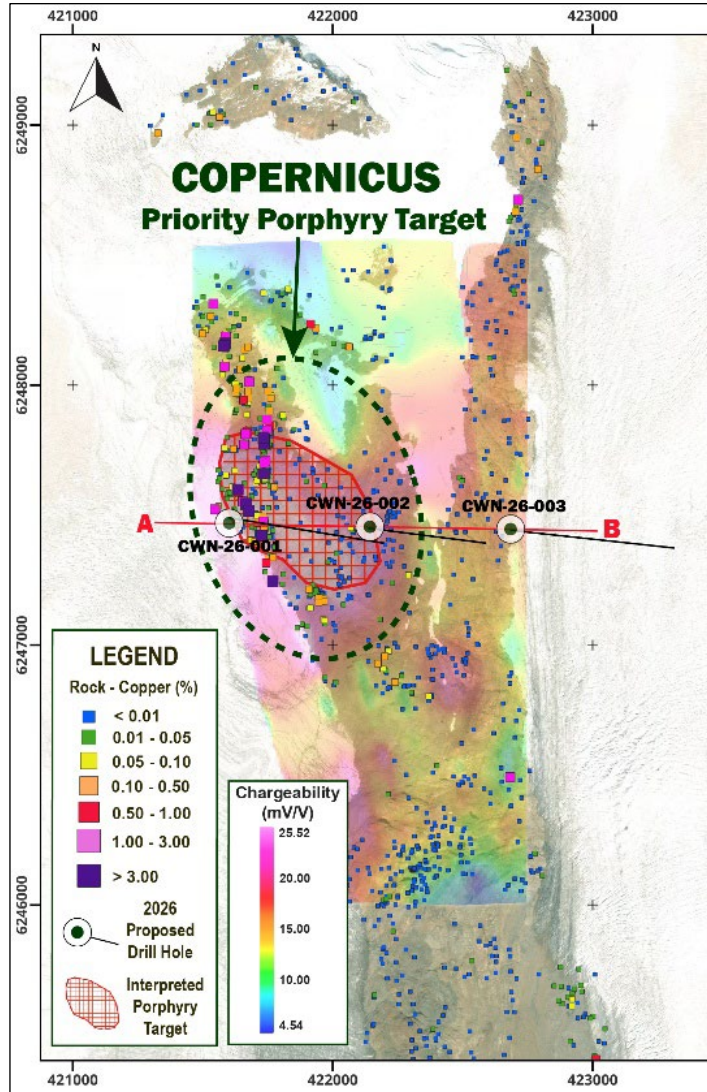 421000
422000
423000
N
6249000
COPERNICUS
Priority Porphyry Target
6248000
CWN-26-002
CWN-26-003
A
B
CWN-26-001
6247000
LEGEND
Rock - Copper (%)
< 0.01
0.01 - 0.05
0.05 - 0.10
0.10 - 0.50
0.50 - 1.00
1.00 - 3.00
> 3.00
2026
Proposed
Drill Hole
Interpreted
Porphyry
Target
Chargeability
(mV/V)
25.52
20.00
15.00
10.00
4.54
6246000
421000
422000
423000